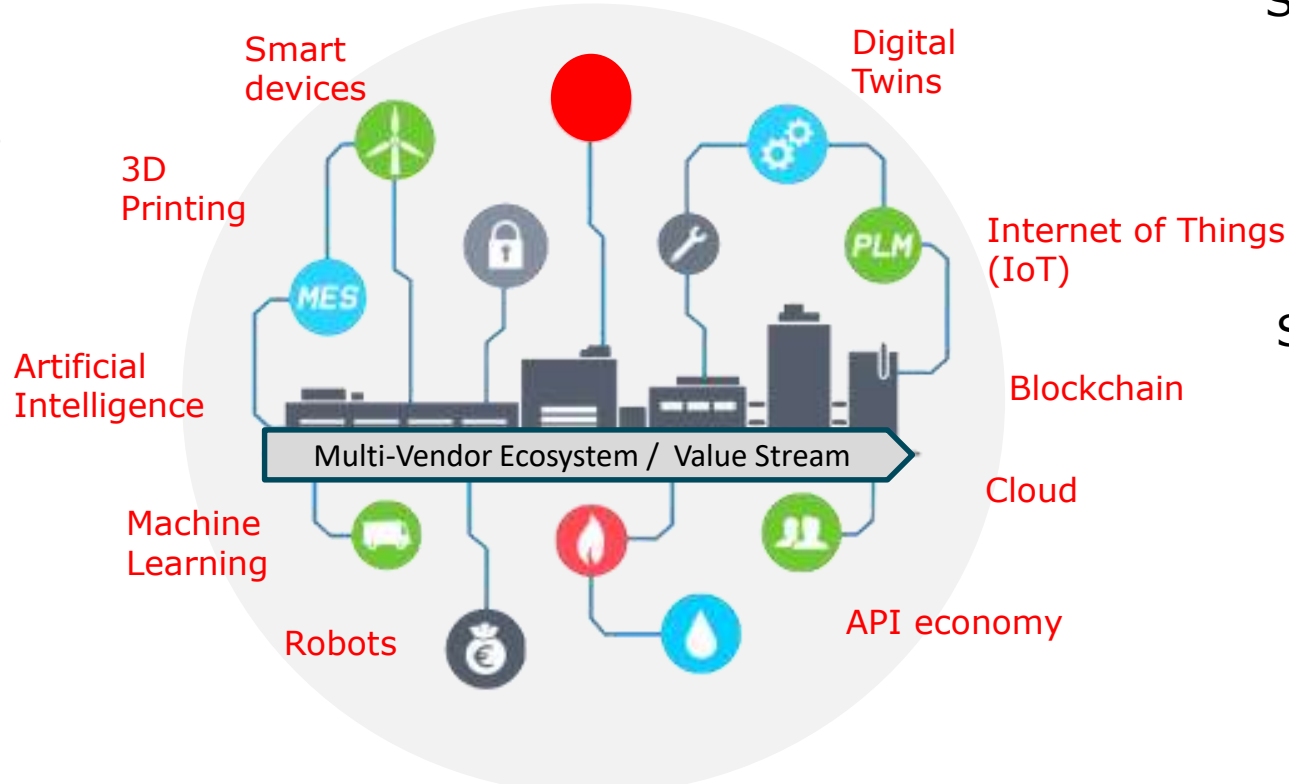 S
Smart
devices
Digital
Twins
3D
Printing
PLM
Internet of Things
(IoT)
MES
S
Artificial
Intelligence
Blockchain
Multi-Vendor Ecosystem / Value Stream
Cloud
Machine
Learning
API economy
Robots
€